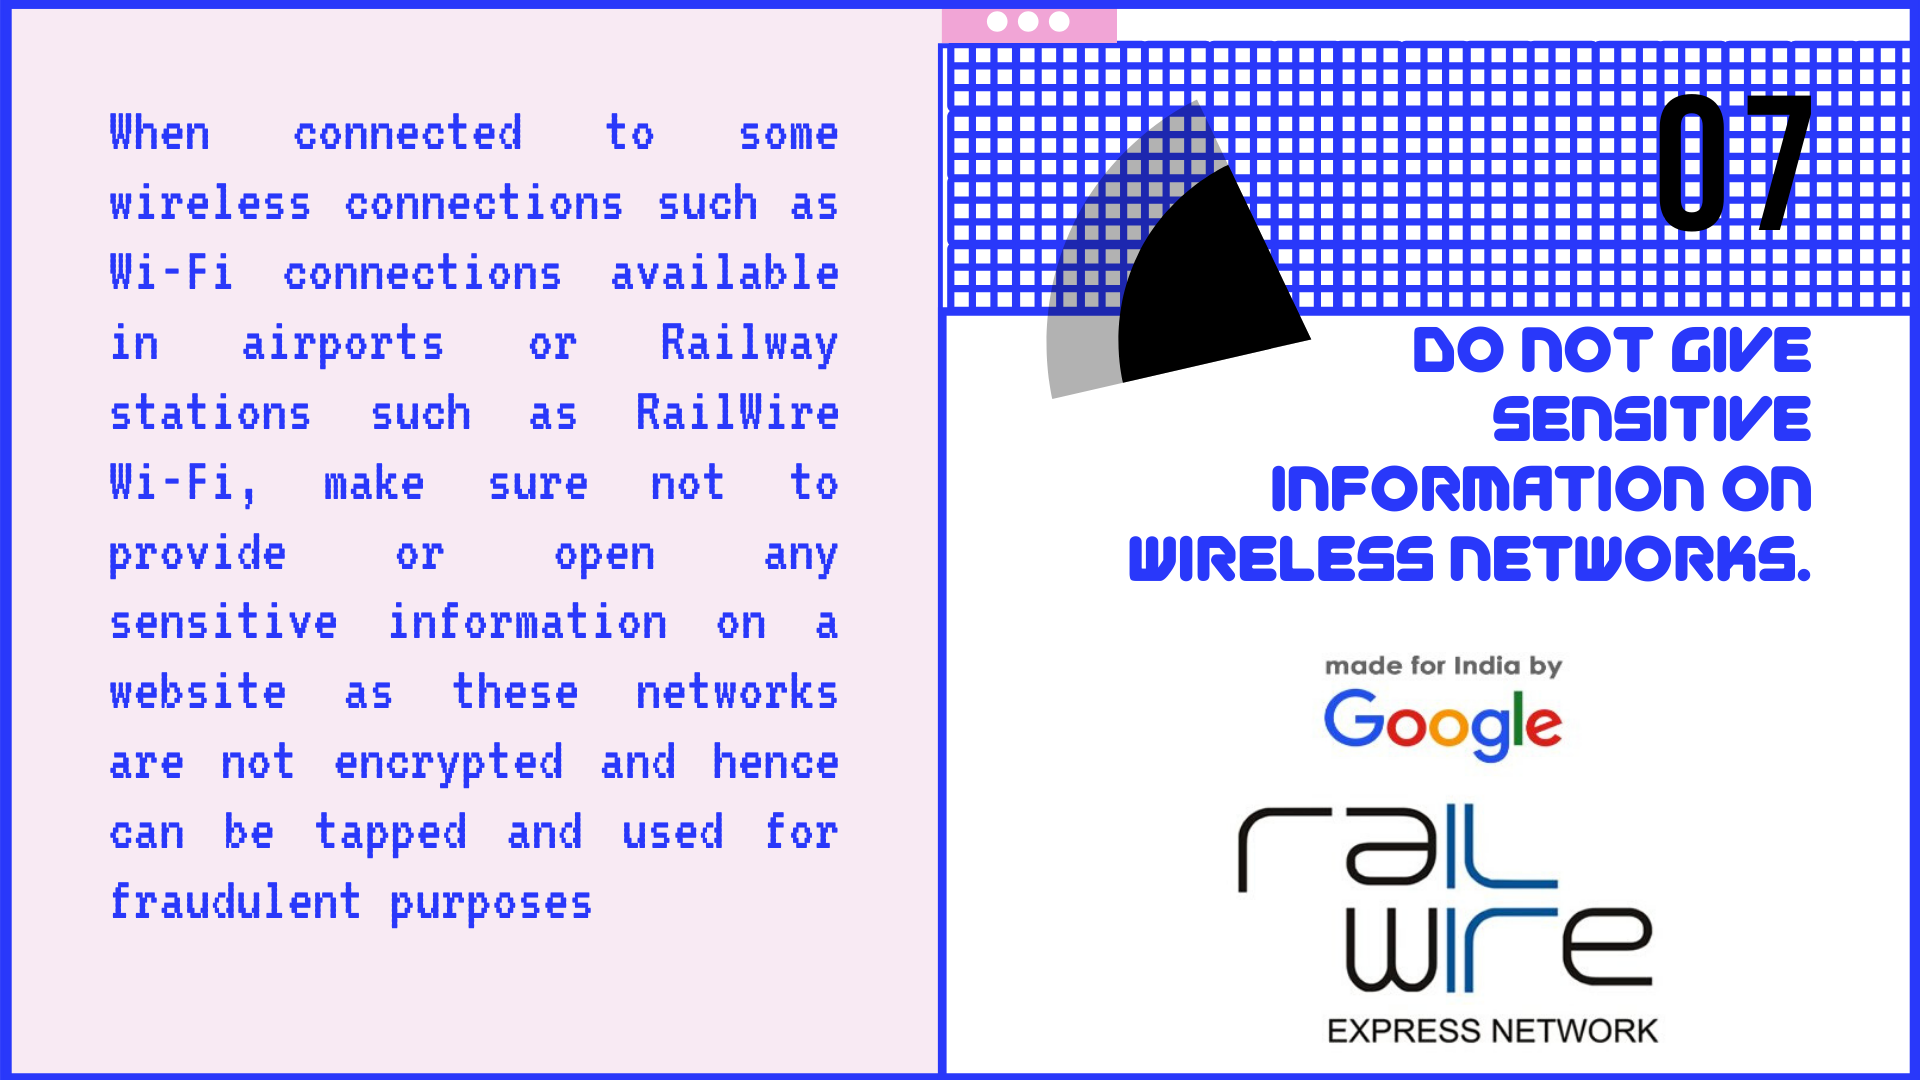 When connected to some
wireless connections such as
Wi-Fi connections available
in airports or Railway
stations such as RailWire
Wi-Fi, make sure not to
provide or open any
sensitive information on a
website as these networks
are not encrypted and hence
can be tapped and used for
fraudulent purposes
07
DO NOT GIVE
SENSITIVE
INFORMATION ON
WIRELESS NETWORKS.
made for India by
Google
raIL
wIre
EXPRESS NETWORK